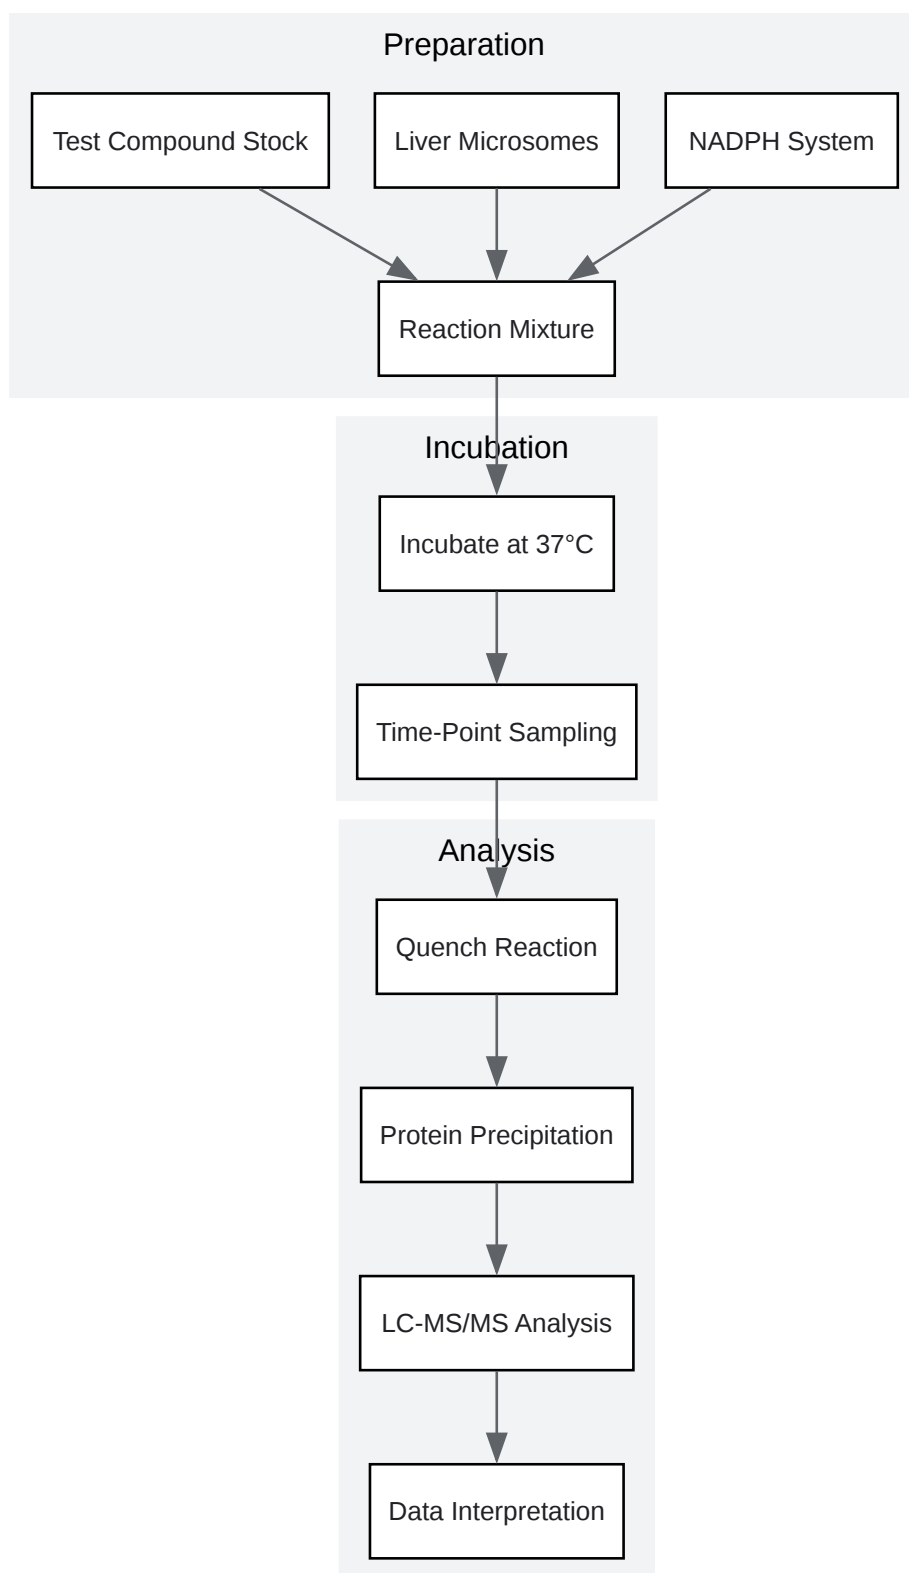 Preparation
Test Compound Stock
Liver Microsomes
NADPH System
Reaction Mixture
Incubation
Incubate at 37°C
Time-Point Sampling
Analysis
Quench Reaction
Protein Precipitation
LC-MS/MS Analysis
Data Interpretation